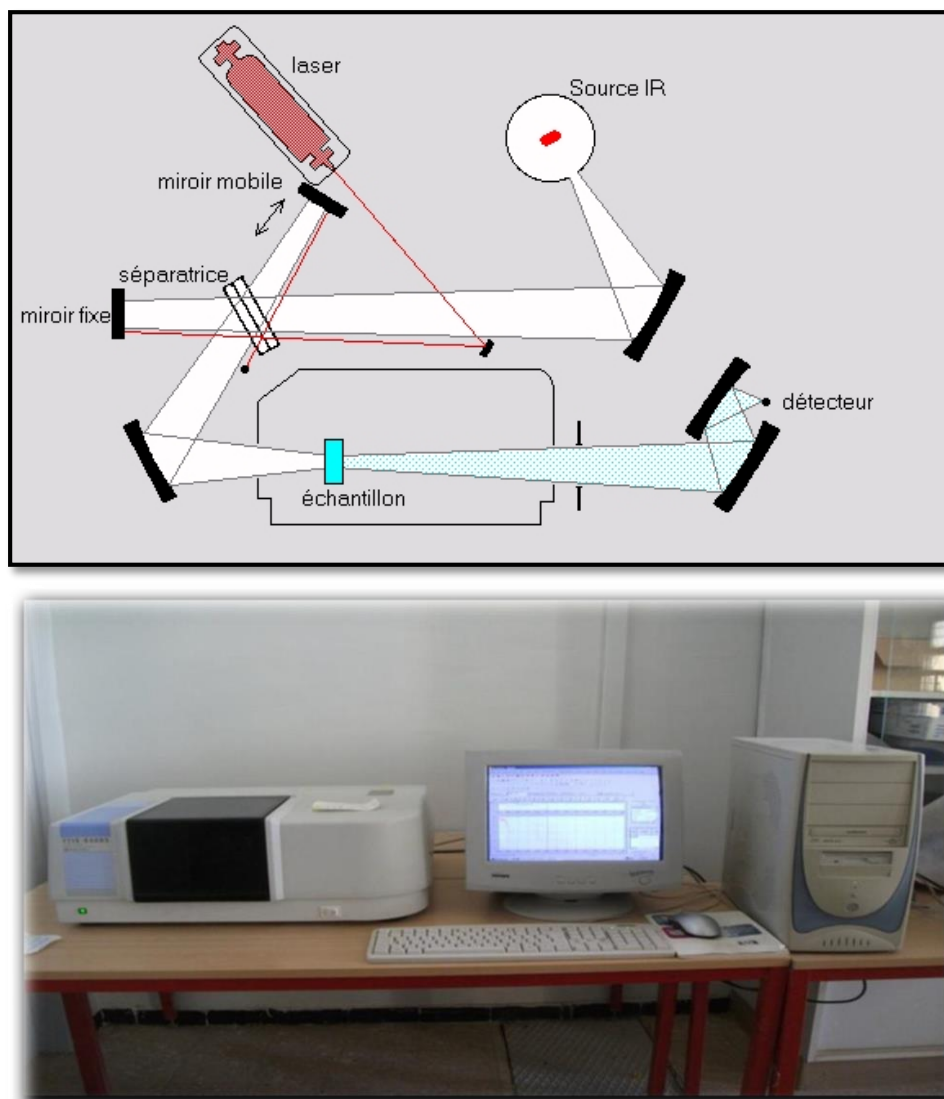 laser
Source IR
miroir mobile
séparatrice
miroir fixe
détecteur
échantillon